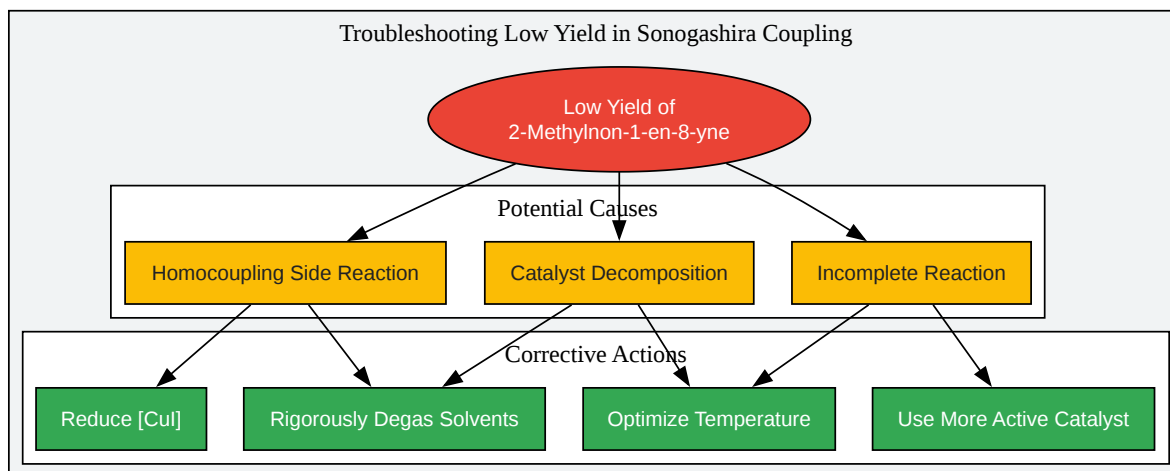 Troubleshooting Low Yield in Sonogashira Coupling
Low Yield of
2-Methylnon-1-en-8-yne
Potential Causes
Homocoupling Side Reaction
Catalyst Decomposition
Incomplete Reaction
Corrective Actions
Reduce [CuI]
Rigorously Degas Solvents
Optimize Temperature
Use More Active Catalyst